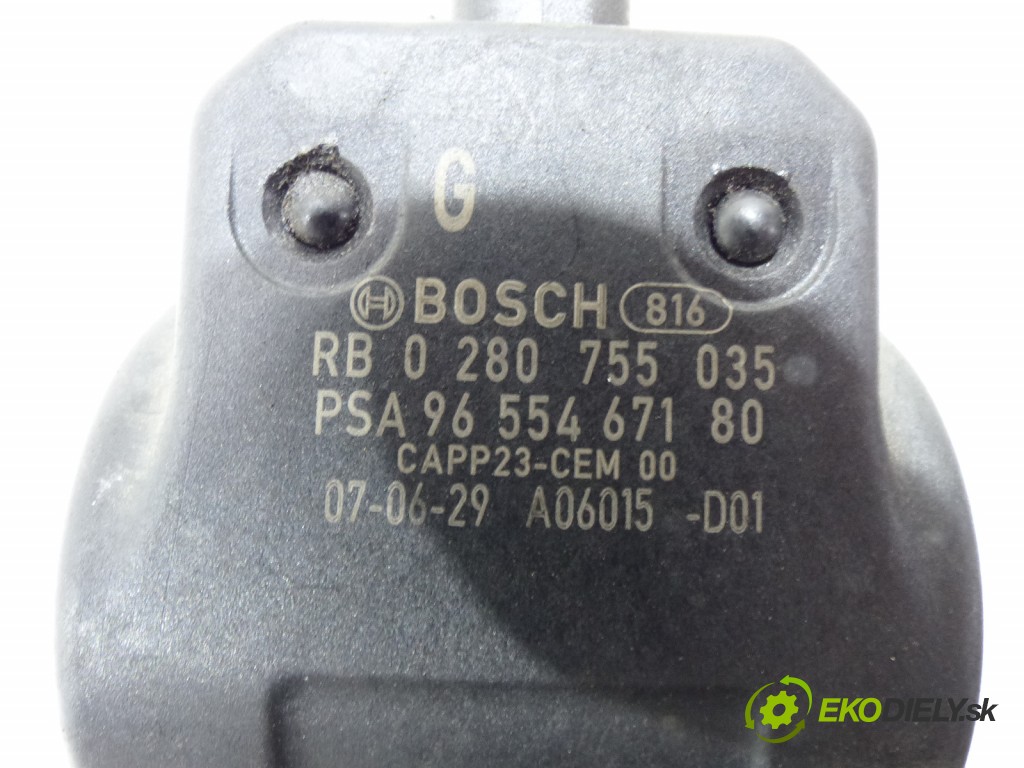 G
BOSCH 816
RB 0 280 755 035
PSA 96 554 671 80
CAPP23-CEM 00
07-06-29 A06015 -D01
EKODIELY.sk